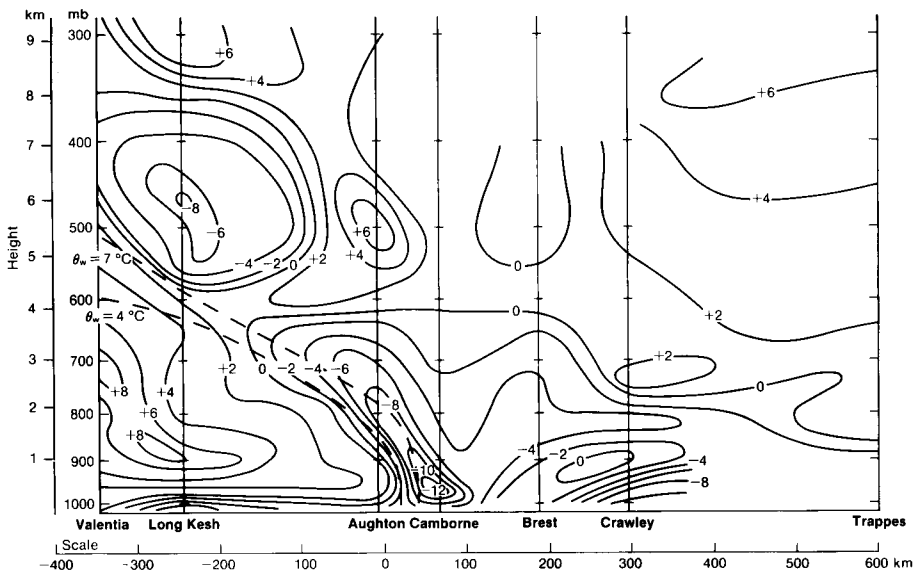 km mb
9 300 +6 +4 +6
8
7 400
6 −8 −6 +6 +4 +4
Height
5 500 −4 −2 0 +2 0
θw = 7 °C
4 600 0 +2
θw = 4 °C
3 700 +2 0 −2 −4 −6 +2 0
2 800 +8 +6 +4 −8
+8
1 900 −10 −4 −2 0 −4
1000 −12 −8
Valentia Long Kesh Aughton Camborne Brest Crawley Trappes
Scale
−400 −300 −200 −100 0 100 200 300 400 500 600 km